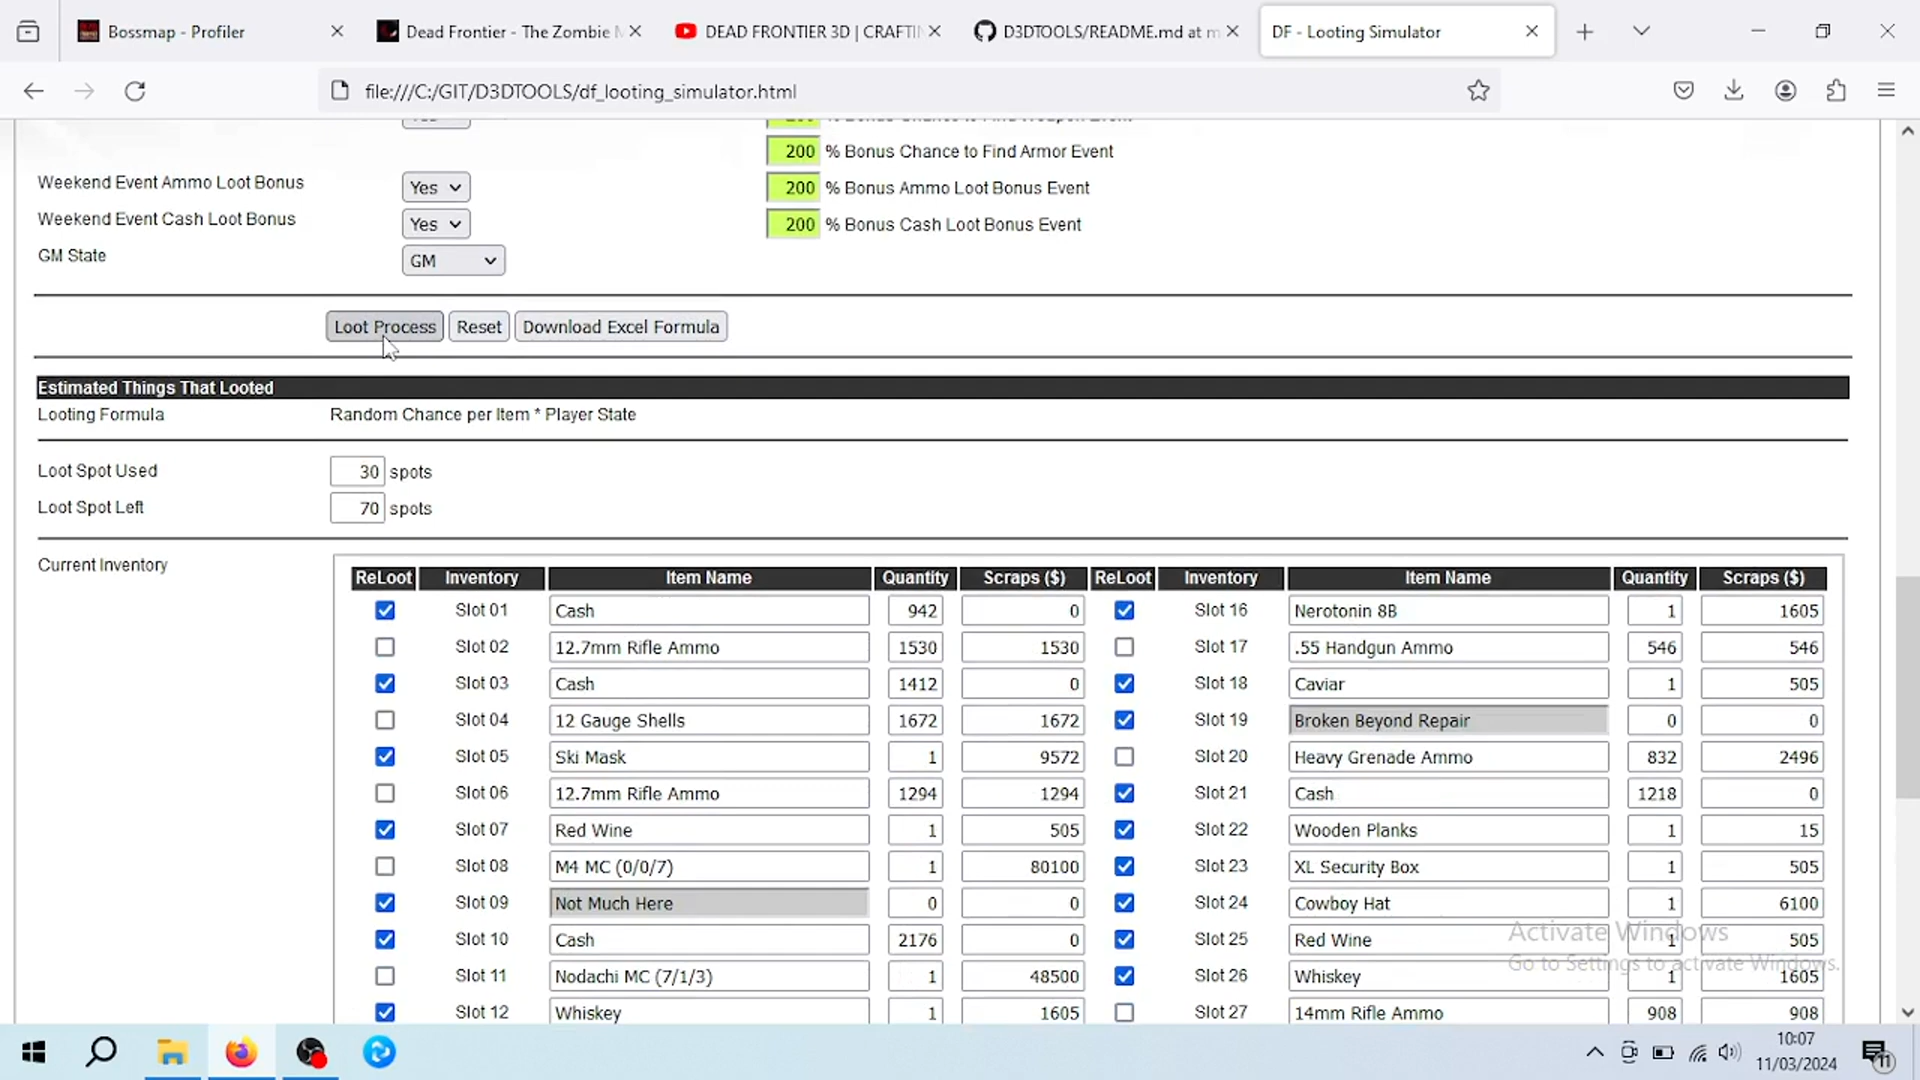 Bossmap - Profiler
Dead Frontier - The Zombie M
DEAD FRONTIER 3D | CRAFTIN
D3DTOOLS/README.md at m
DF - Looting Simulator
file:///C:/GIT/D3DTOOLS/df_looting_simulator.html
200 % Bonus Chance to Find Weapon Event
200 % Bonus Chance to Find Armor Event
Weekend Event Ammo Loot Bonus Yes 200 % Bonus Ammo Loot Bonus Event
Weekend Event Cash Loot Bonus Yes 200 % Bonus Cash Loot Bonus Event
GM State GM
Loot Process Reset Download Excel Formula
Estimated Things That Looted
Looting Formula Random Chance per Item * Player State
Loot Spot Used 30 spots
Loot Spot Left 70 spots
Current Inventory
ReLoot Inventory Item Name Quantity Scraps ($) ReLoot Inventory Item Name Quantity Scraps ($)
Slot 01 Cash 942 0 Slot 16 Nerotonin 8B 1 1605
Slot 02 12.7mm Rifle Ammo 1530 1530 Slot 17 .55 Handgun Ammo 546 546
Slot 03 Cash 1412 0 Slot 18 Caviar 1 505
Slot 04 12 Gauge Shells 1672 1672 Slot 19 Broken Beyond Repair 0 0
Slot 05 Ski Mask 1 9572 Slot 20 Heavy Grenade Ammo 832 2496
Slot 06 12.7mm Rifle Ammo 1294 1294 Slot 21 Cash 1218 0
Slot 07 Red Wine 1 505 Slot 22 Wooden Planks 1 15
Slot 08 M4 MC (0/0/7) 1 80100 Slot 23 XL Security Box 1 505
Slot 09 Not Much Here 0 0 Slot 24 Cowboy Hat 1 6100
Slot 10 Cash 2176 0 Slot 25 Red Wine 1 505
Slot 11 Nodachi MC (7/1/3) 1 48500 Slot 26 Whiskey 1 1605
Slot 12 Whiskey 1 1605 Slot 27 14mm Rifle Ammo 908 908
Activate Windows
Go to Settings to activate Windows.
10:07
11/03/2024
11